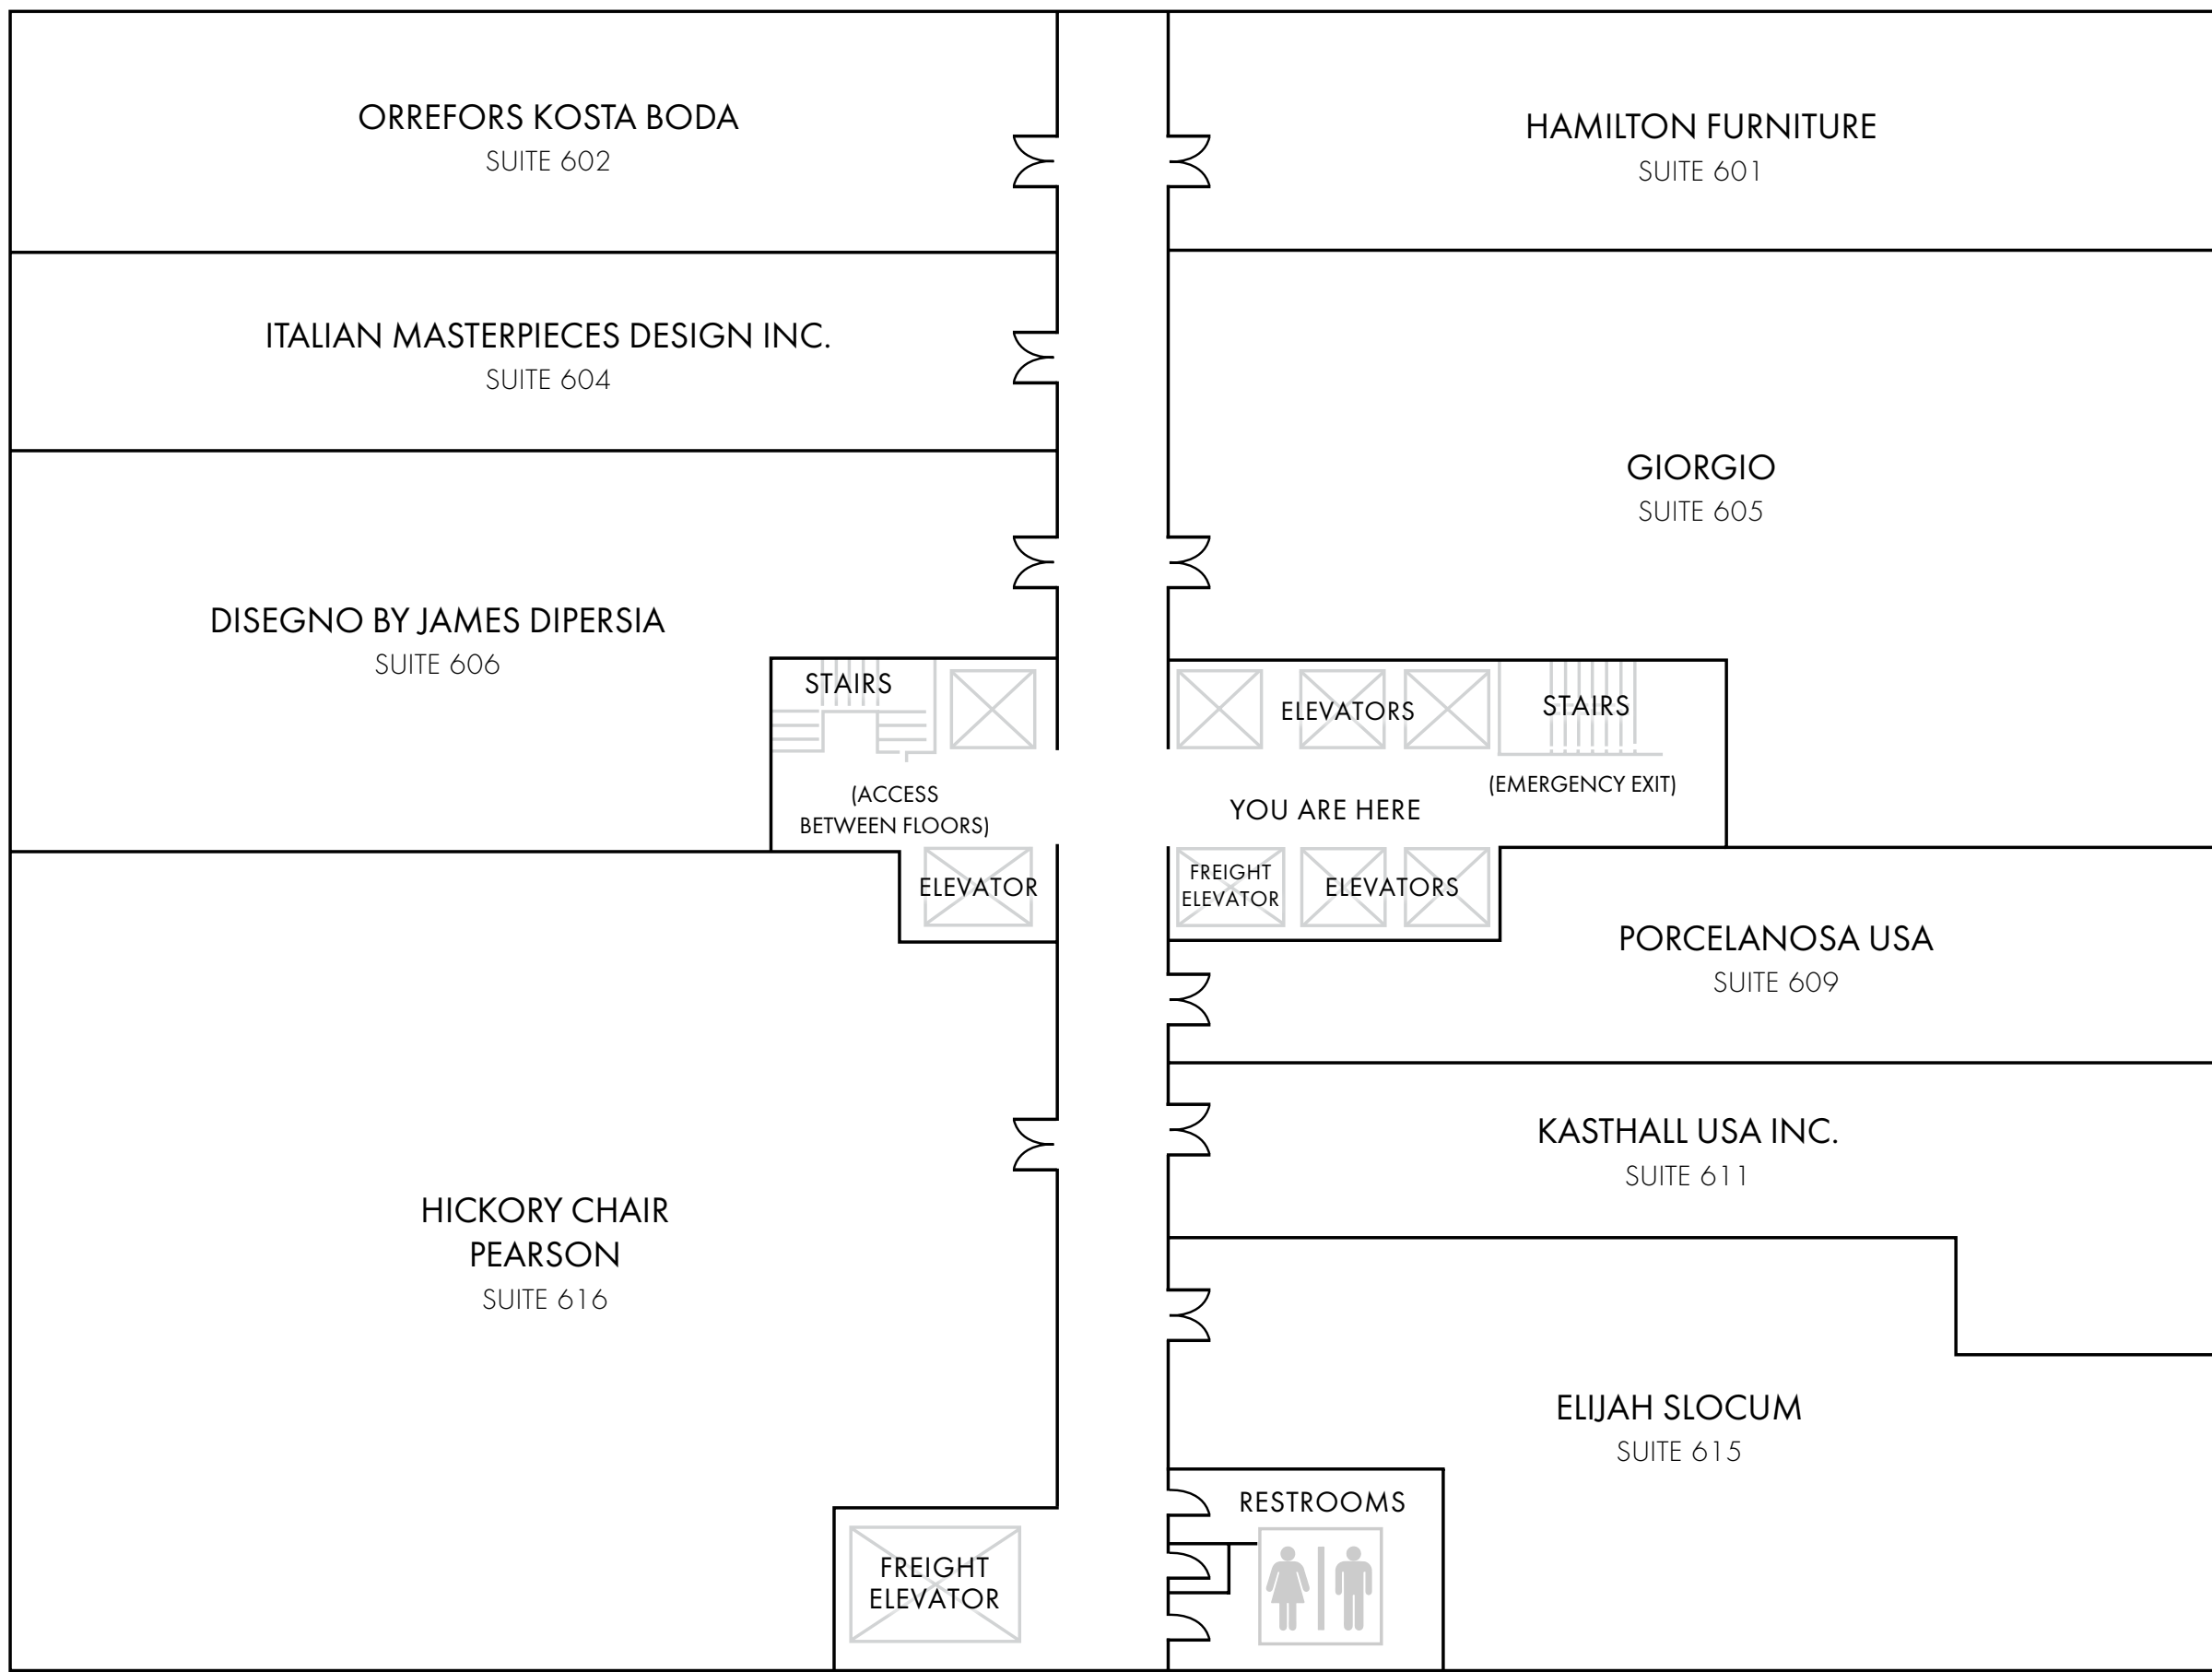 ORREFORS KOSTA BODA
SUITE 602
HAMILTON FURNITURE
SUITE 601
ITALIAN MASTERPIECES DESIGN INC.
SUITE 604
GIORGIO
SUITE 605
DISEGNO BY JAMES DIPERSIA
SUITE 606
STAIRS
(ACCESS
BETWEEN FLOORS)
ELEVATOR
ELEVATORS
STAIRS
(EMERGENCY EXIT)
YOU ARE HERE
FREIGHT
ELEVATOR
ELEVATORS
PORCELANOSA USA
SUITE 609
KASTHALL USA INC.
SUITE 611
HICKORY CHAIR
PEARSON
SUITE 616
ELIJAH SLOCUM
SUITE 615
RESTROOMS
FREIGHT
ELEVATOR